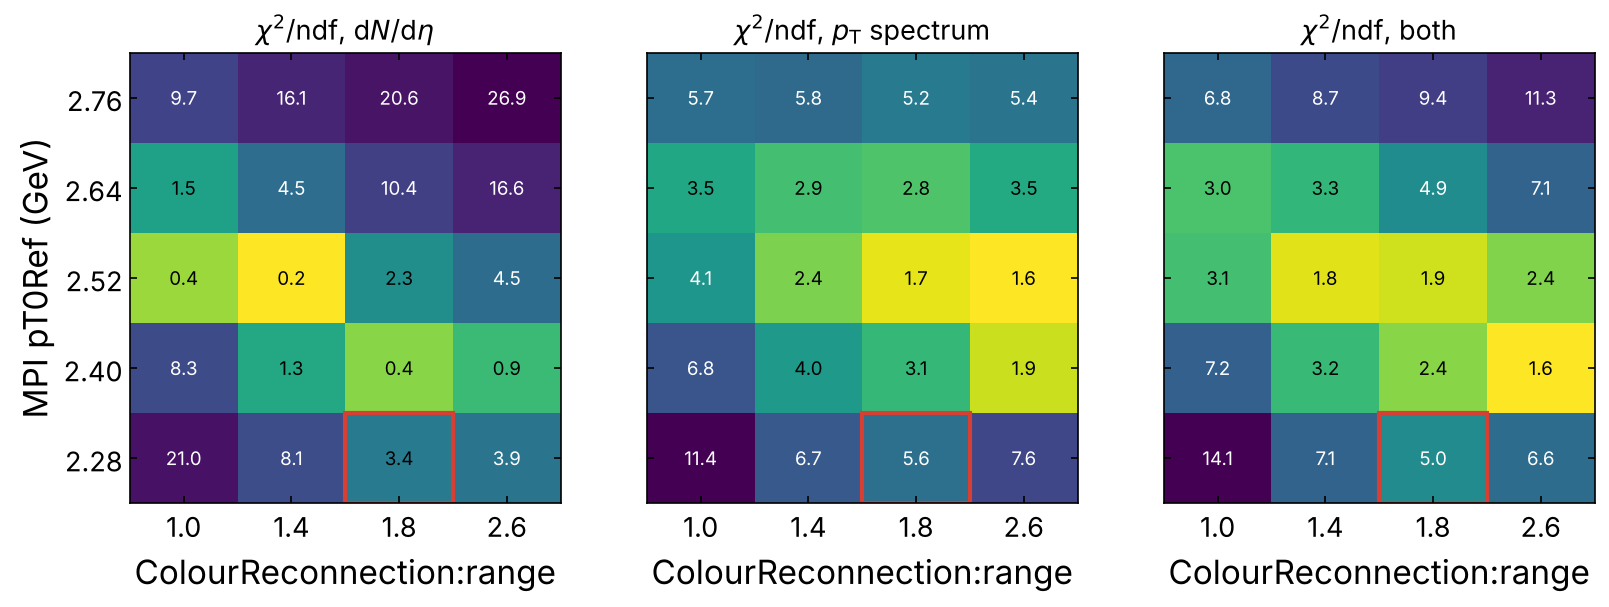 χ²/ndf, dN/dη
χ²/ndf, pT spectrum
χ²/ndf, both
MPI pT0Ref (GeV)
2.76 9.7 16.1 20.6 26.9 5.7 5.8 5.2 5.4 6.8 8.7 9.4 11.3
2.64 1.5 4.5 10.4 16.6 3.5 2.9 2.8 3.5 3.0 3.3 4.9 7.1
2.52 0.4 0.2 2.3 4.5 4.1 2.4 1.7 1.6 3.1 1.8 1.9 2.4
2.40 8.3 1.3 0.4 0.9 6.8 4.0 3.1 1.9 7.2 3.2 2.4 1.6
2.28 21.0 8.1 3.4 3.9 11.4 6.7 5.6 7.6 14.1 7.1 5.0 6.6
1.0 1.4 1.8 2.6 1.0 1.4 1.8 2.6 1.0 1.4 1.8 2.6
ColourReconnection:range ColourReconnection:range ColourReconnection:range